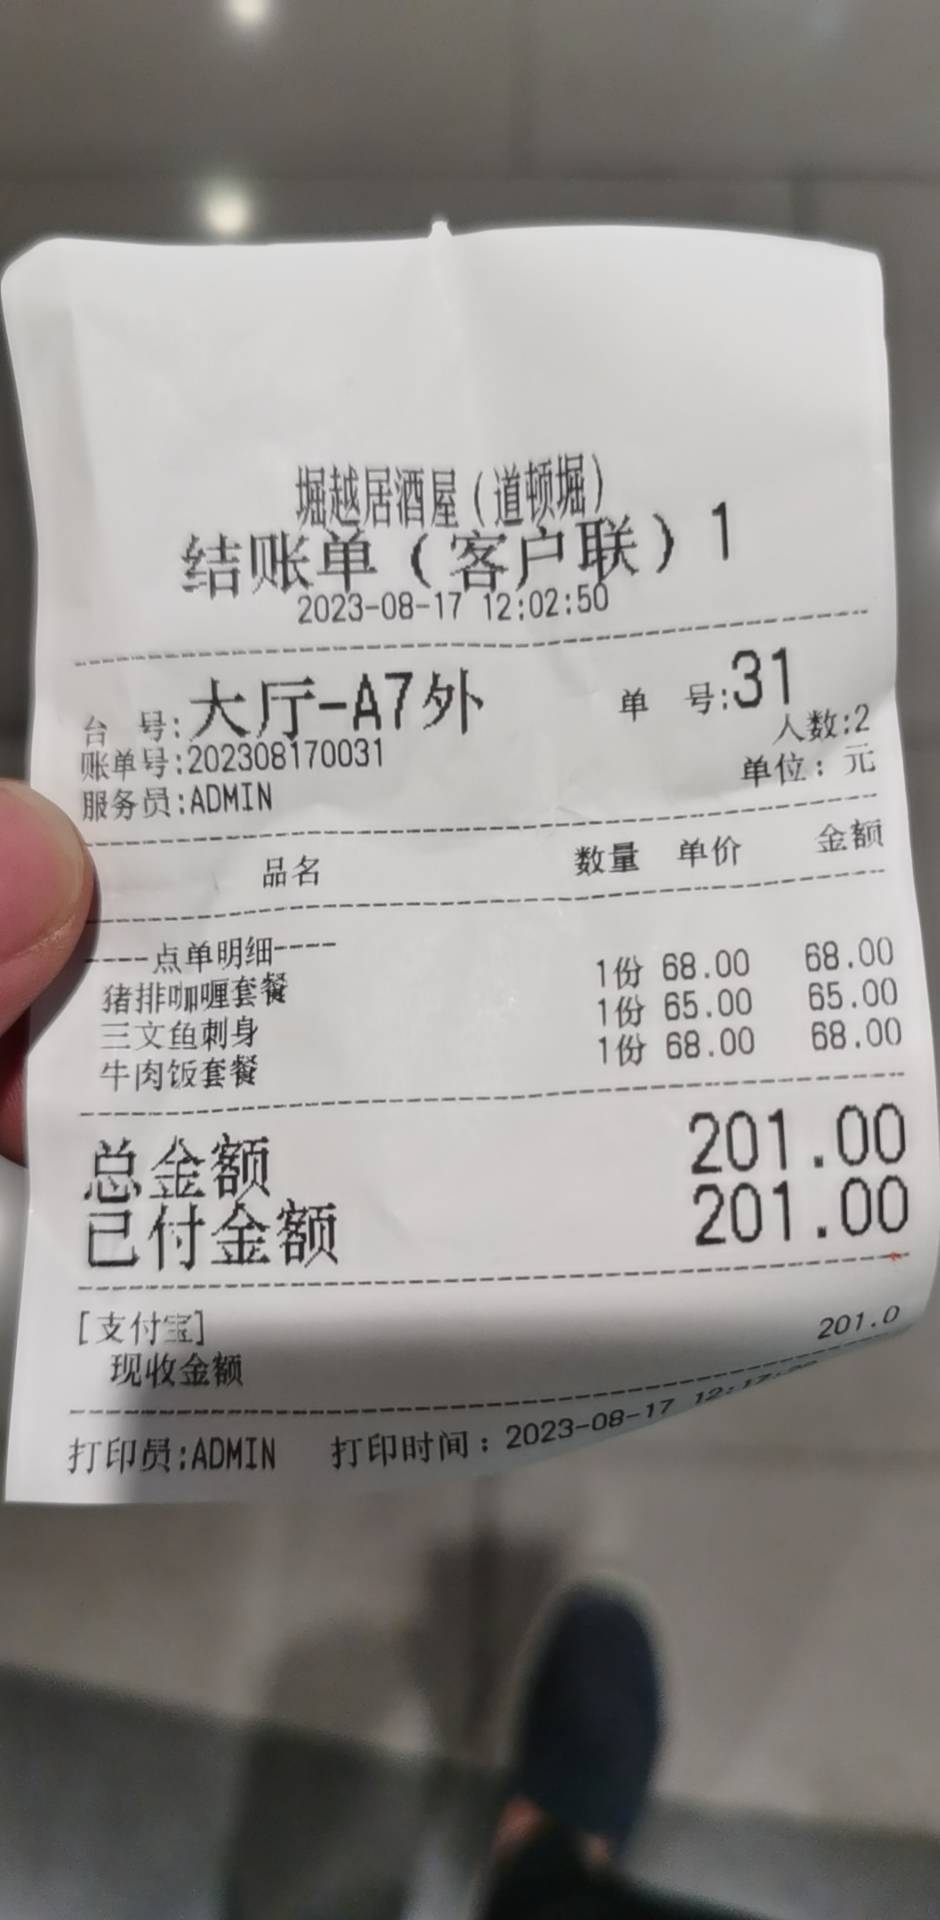 堀越居酒屋(道顿堀)
结账单(客户联)1
2023-08-17 12:02:50
台 号:大厅-A7外 单 号:31
账单号:202308170031 人数:2
服务员:ADMIN 单位: 元
品名 数量 单价 金额
----点单明细----
猪排咖喱套餐 1份 68.00 68.00
三文鱼刺身 1份 65.00 65.00
牛肉饭套餐 1份 68.00 68.00
总金额 201.00
已付金额 201.00
[支付宝]
现收金额 201.0
打印员:ADMIN 打印时间:2023-08-17 12:17: